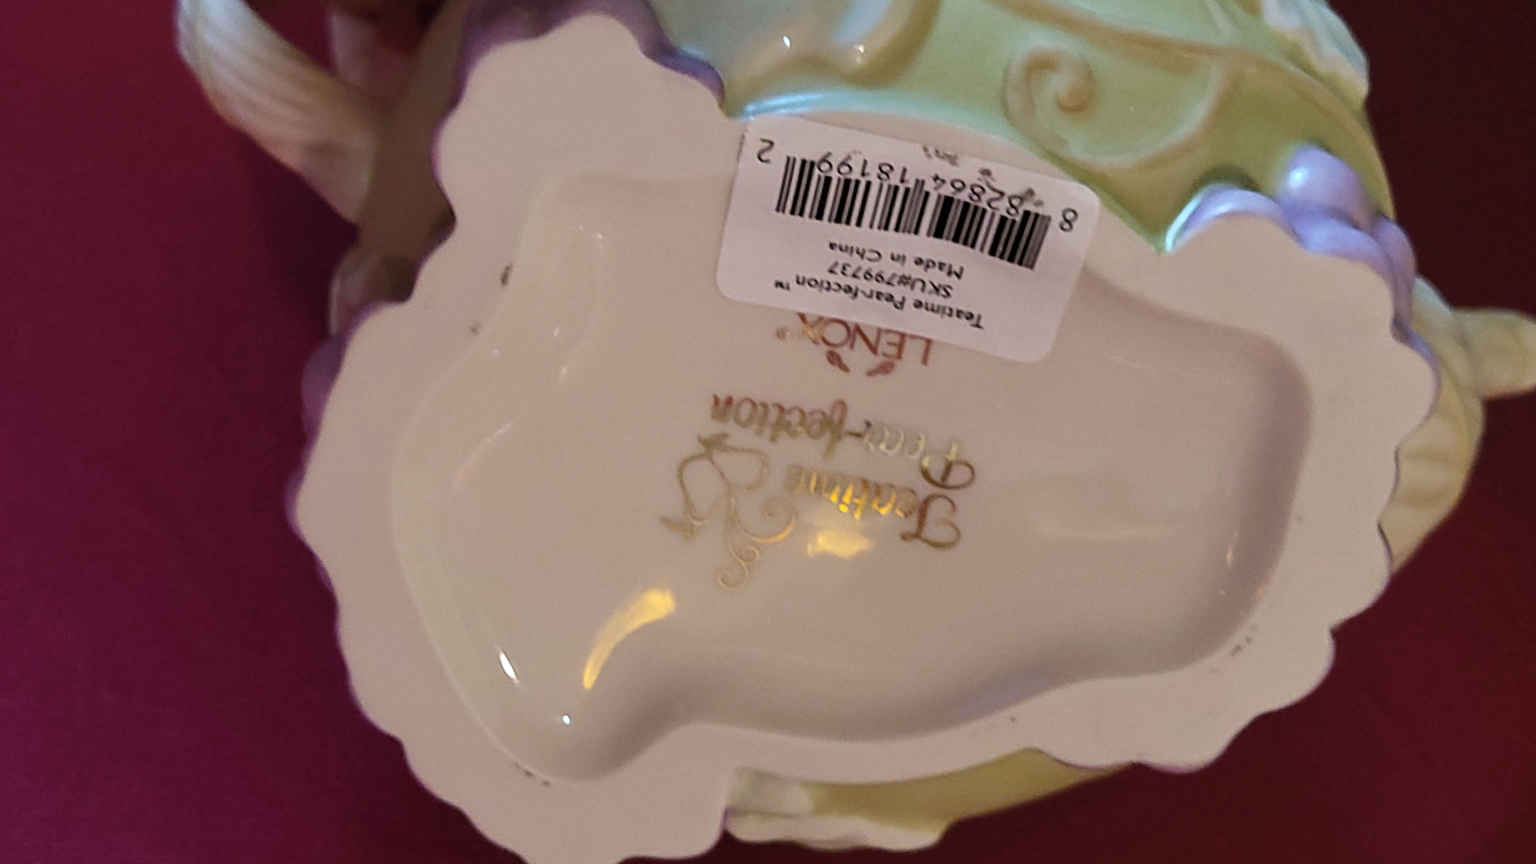 Teatime
Pear-fection
LENOX®
Teatime Pear-fection™
SKU#799737
Made in China
8 82864 18199 2